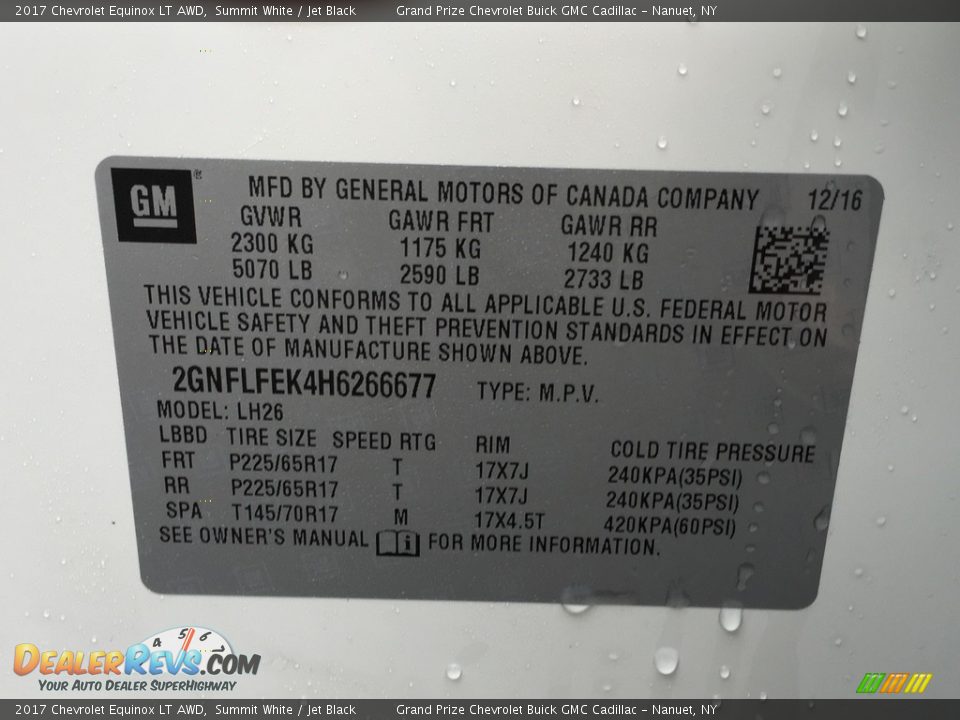 2017 Chevrolet Equinox LT AWD, Summit White / Jet Black Grand Prize Chevrolet Buick GMC Cadillac - Nanuet, NY
GM ® MFD BY GENERAL MOTORS OF CANADA COMPANY 12/16
GVWR GAWR FRT GAWR RR
2300 KG 1175 KG 1240 KG
5070 LB 2590 LB 2733 LB
THIS VEHICLE CONFORMS TO ALL APPLICABLE U.S. FEDERAL MOTOR
VEHICLE SAFETY AND THEFT PREVENTION STANDARDS IN EFFECT ON
THE DATE OF MANUFACTURE SHOWN ABOVE.
2GNFLFEK4H6266677 TYPE: M.P.V.
MODEL: LH26
LBBD TIRE SIZE SPEED RTG RIM COLD TIRE PRESSURE
FRT P225/65R17 T 17X7J 240KPA(35PSI)
RR P225/65R17 T 17X7J 240KPA(35PSI)
SPA T145/70R17 M 17X4.5T 420KPA(60PSI)
SEE OWNER'S MANUAL i FOR MORE INFORMATION.
4 5 6
DEALERREVS.COM
YOUR AUTO DEALER SUPERHIGHWAY
2017 Chevrolet Equinox LT AWD, Summit White / Jet Black Grand Prize Chevrolet Buick GMC Cadillac - Nanuet, NY